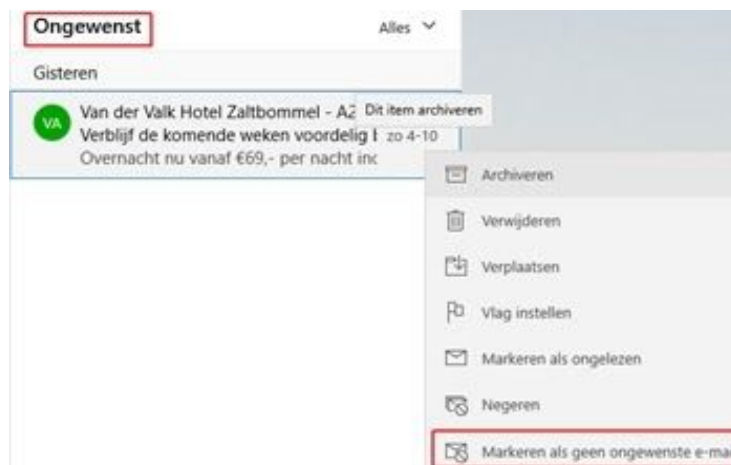 Ongewenst
Alles
Gisteren
VA
Van der Valk Hotel Zaltbommel - A2
Dit item archiveren
Verblijf de komende weken voordelig
zo 4-10
Overnacht nu vanaf €69,- per nacht inc
Archiveren
Verwijderen
Verplaatsen
Vlag instellen
Markeren als ongelezen
Negeren
Markeren als geen ongewenste e-ma